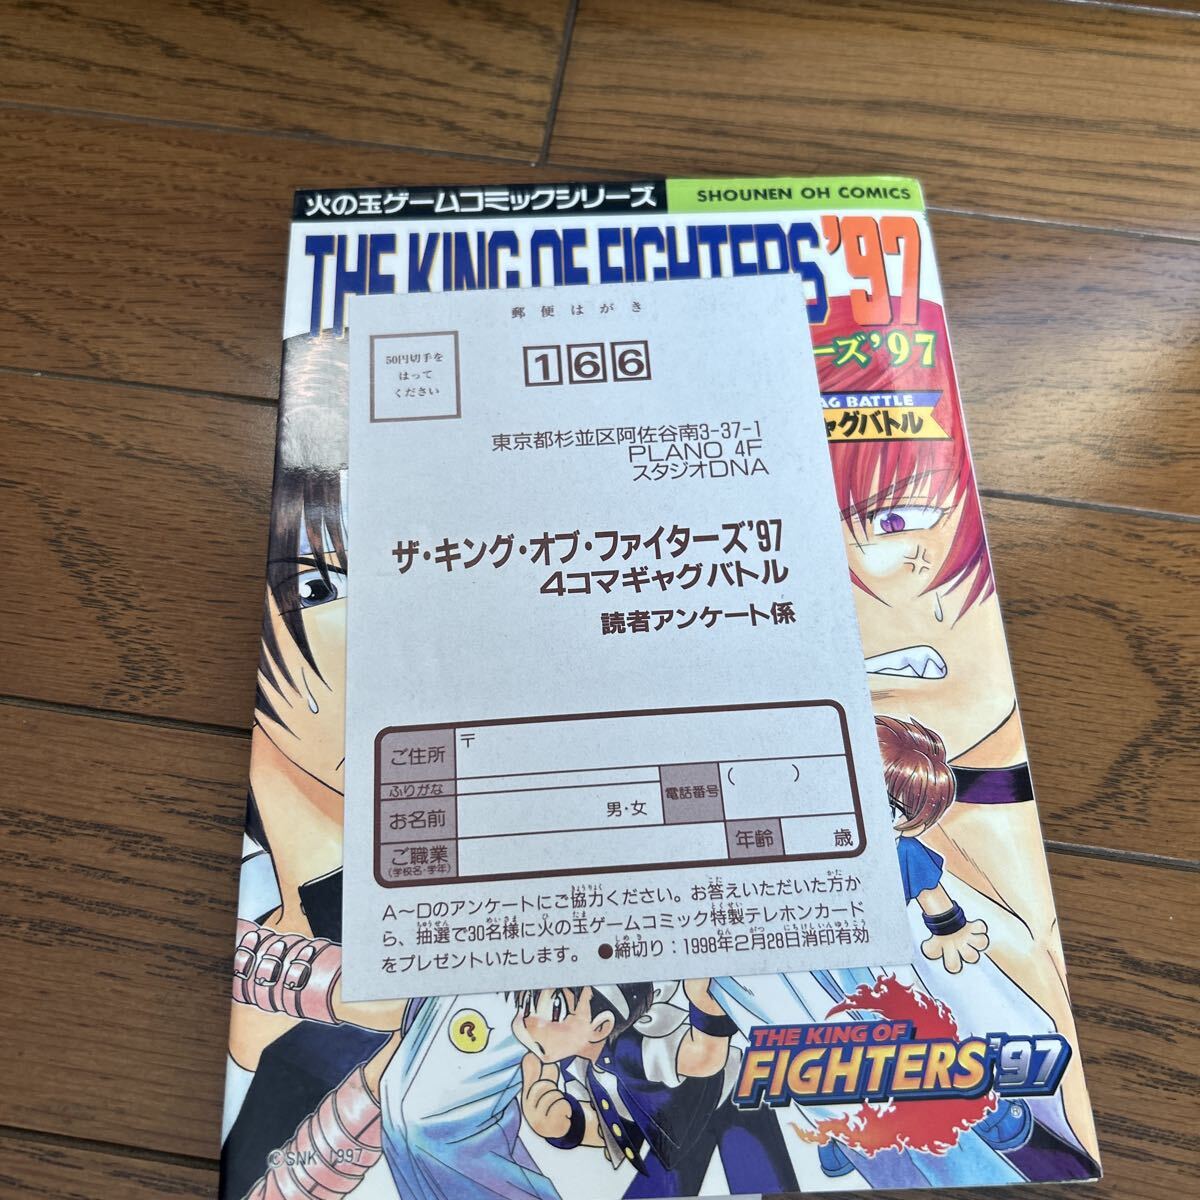 火の玉ゲームコミックシリーズ
SHOUNEN OH COMICS
THE KING OF FIGHTERS'97
ーズ'97
AG BATTLE
ャグバトル
郵便はがき
50円切手を
はって
ください
166
東京都杉並区阿佐谷南3-37-1
PLANO 4F
スタジオDNA
ザ・キング・オブ・ファイターズ'97
4コマギャグバトル
読者アンケート係
ご住所
〒
ふりがな
お名前
男・女
電話番号
( )
ご職業
(学校名・学年)
年齢
歳
A〜Dのアンケートにご協力ください。お答えいただいた方か
ら、抽選で30名様に火の玉ゲームコミック特製テレホンカード
をプレゼントいたします。 ●締切り:1998年2月28日消印有効
?
THE KING OF
FIGHTERS'97
®
©SNK 1997